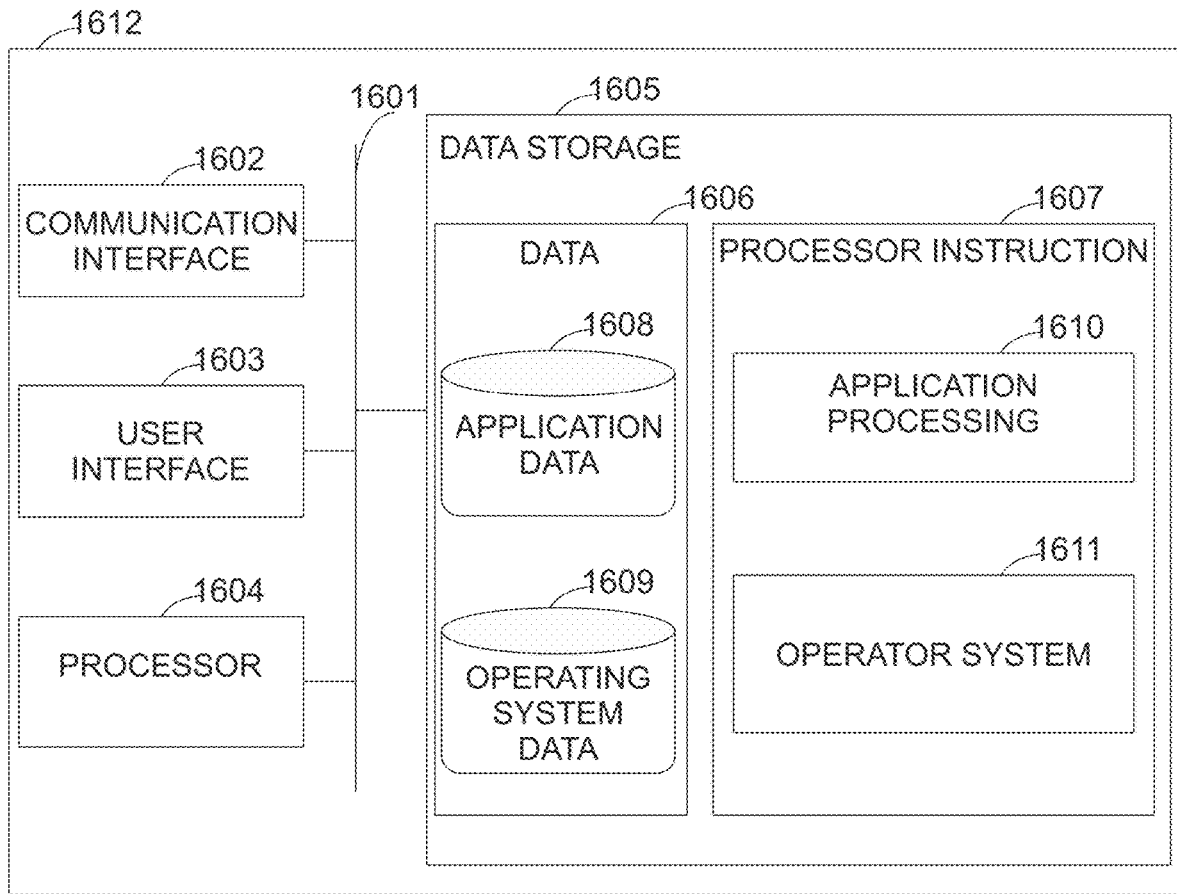 1612
1601
1605
DATA STORAGE
1602
COMMUNICATION
INTERFACE
1603
USER
INTERFACE
1604
PROCESSOR
1606
DATA
1608
APPLICATION
DATA
1609
OPERATING
SYSTEM
DATA
1607
PROCESSOR INSTRUCTION
1610
APPLICATION
PROCESSING
1611
OPERATOR SYSTEM